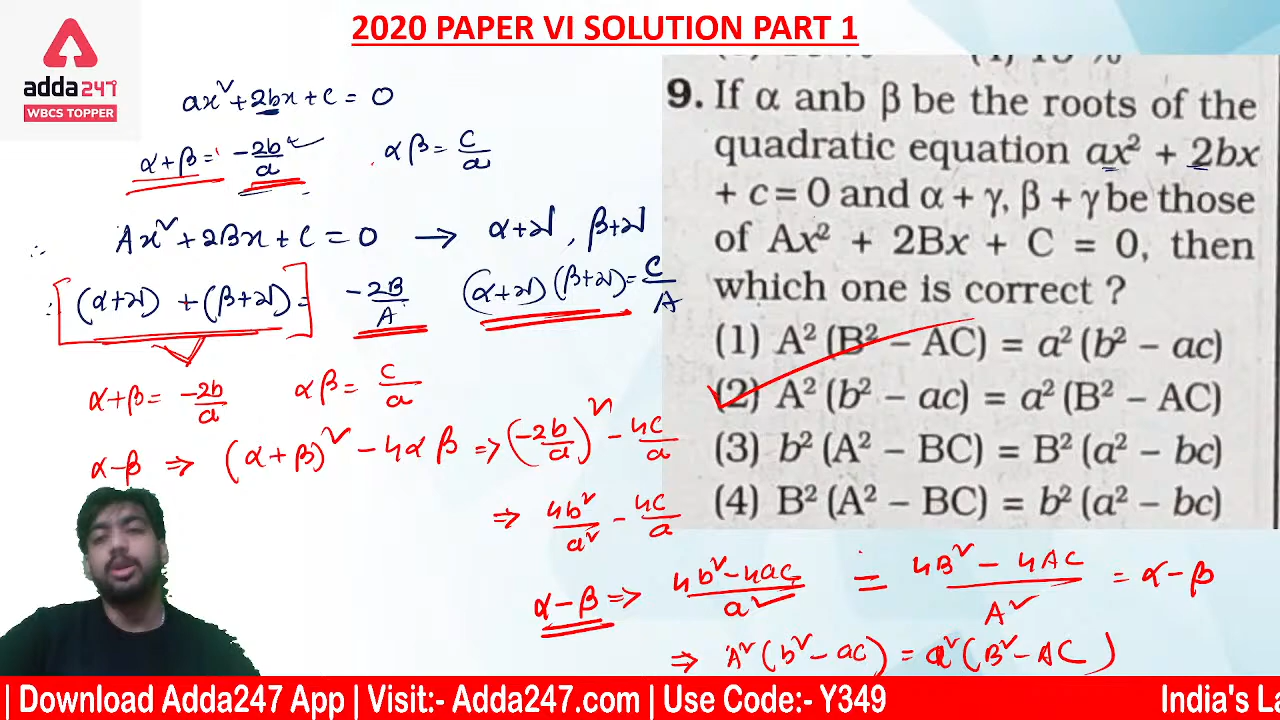 2020 PAPER VI SOLUTION PART 1
adda247
WBCS TOPPER
ax² + 2bx + c = 0
α+β = -2b/a αβ = c/a
∴ Ax² + 2Bx + C = 0 → α+γ, β+γ
∴ [(α+γ) + (β+γ)] = -2B/A (α+γ)(β+γ) = C/A
α+β = -2b/a αβ = c/a
α-β ⇒ (α+β)² - 4αβ ⇒ (-2b/a)² - 4c/a
⇒ 4b²/a² - 4c/a
α-β ⇒ 4b²-4ac/a² = 4B² - 4AC/A² = α-β
⇒ A²(b²-ac) = a²(B²-AC)
9. If α anb β be the roots of the
quadratic equation ax² + 2bx
+ c = 0 and α + γ, β + γ be those
of Ax² + 2Bx + C = 0, then
which one is correct ?
(1) A² (B² – AC) = a² (b² – ac)
(2) A² (b² – ac) = a² (B² – AC)
(3) b² (A² – BC) = B² (a² – bc)
(4) B² (A² – BC) = b² (a² – bc)
| Download Adda247 App | Visit:- Adda247.com | Use Code:- Y349 India's La